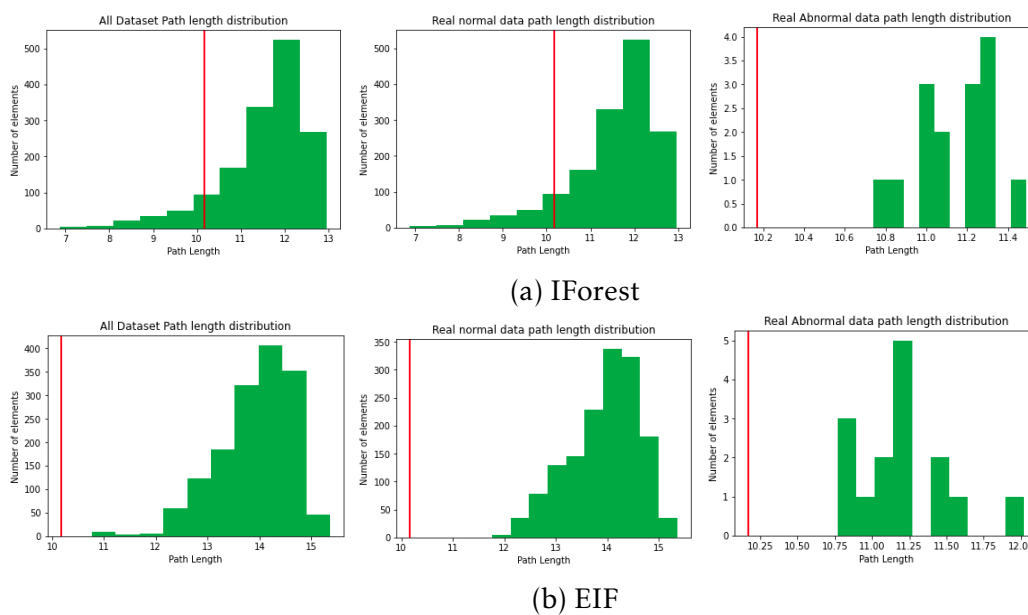 All Dataset Path length distribution
Number of elements
500
400
300
200
100
0
7 8 9 10 11 12 13
Path Length
Real normal data path length distribution
Number of elements
500
400
300
200
100
0
7 8 9 10 11 12 13
Path Length
Real Abnormal data path length distribution
Number of elements
4.0
3.5
3.0
2.5
2.0
1.5
1.0
0.5
0.0
10.2 10.4 10.6 10.8 11.0 11.2 11.4
Path Length
(a) IForest
All Dataset Path length distribution
Number of elements
400
350
300
250
200
150
100
50
0
10 11 12 13 14 15
Path Length
Real normal data path length distribution
Number of elements
350
300
250
200
150
100
50
0
10 11 12 13 14 15
Path Length
Real Abnormal data path length distribution
Number of elements
5
4
3
2
1
0
10.25 10.50 10.75 11.00 11.25 11.50 11.75 12.0
Path Length
(b) EIF